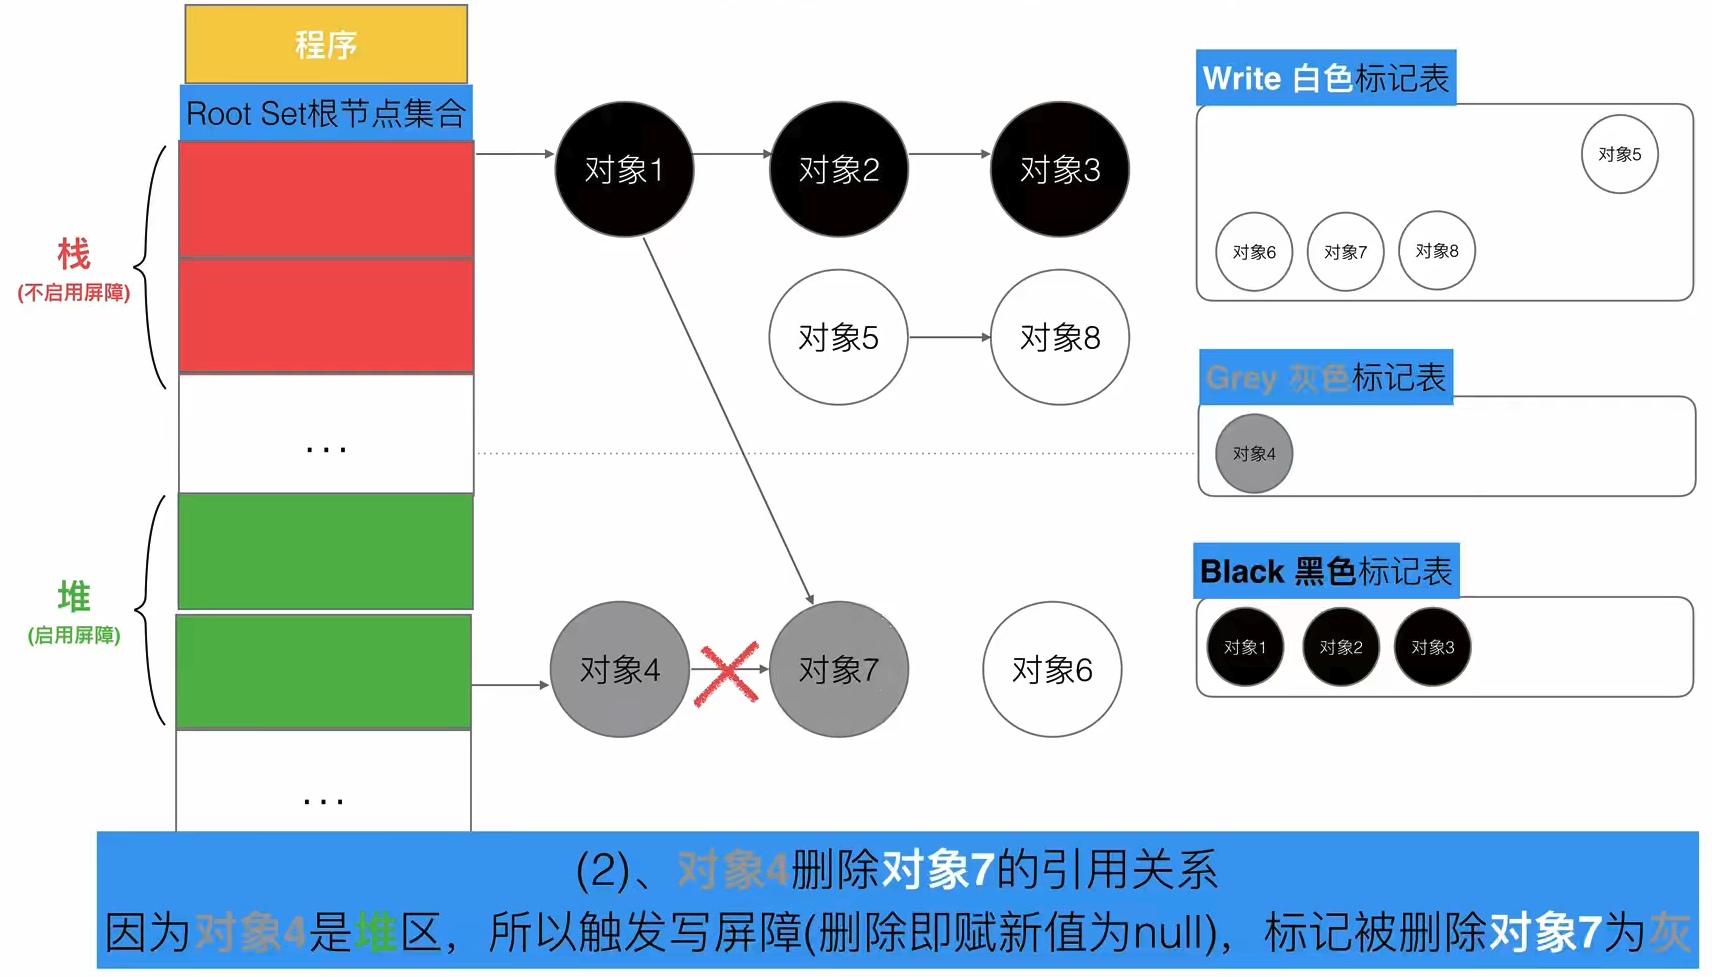 程序
Root Set根节点集合
栈
(不启用屏障)
...
堆
(启用屏障)
...
对象1
对象2
对象3
对象5
对象8
对象4
对象7
对象6
Write 白色标记表
对象5
对象6
对象7
对象8
Grey 灰色标记表
对象4
Black 黑色标记表
对象1
对象2
对象3
(2)、对象4删除对象7的引用关系
因为对象4是堆区，所以触发写屏障(删除即赋新值为null)，标记被删除对象7为灰